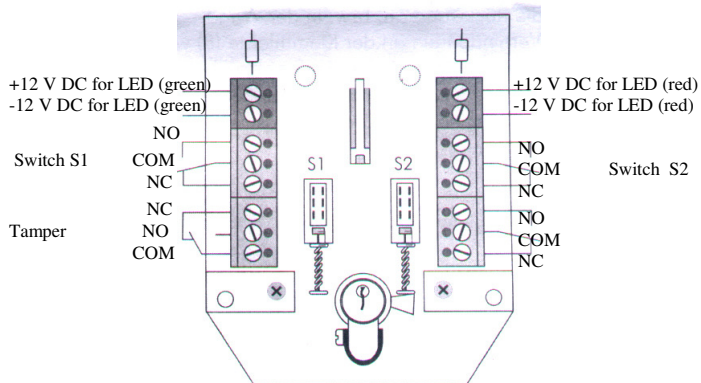 +12 V DC for LED (green)
-12 V DC for LED (green)
NO
Switch S1
COM
NC
NC
Tamper
NO
COM
S1
S2
+12 V DC for LED (red)
-12 V DC for LED (red)
NO
COM
Switch S2
NC
NO
COM
NC